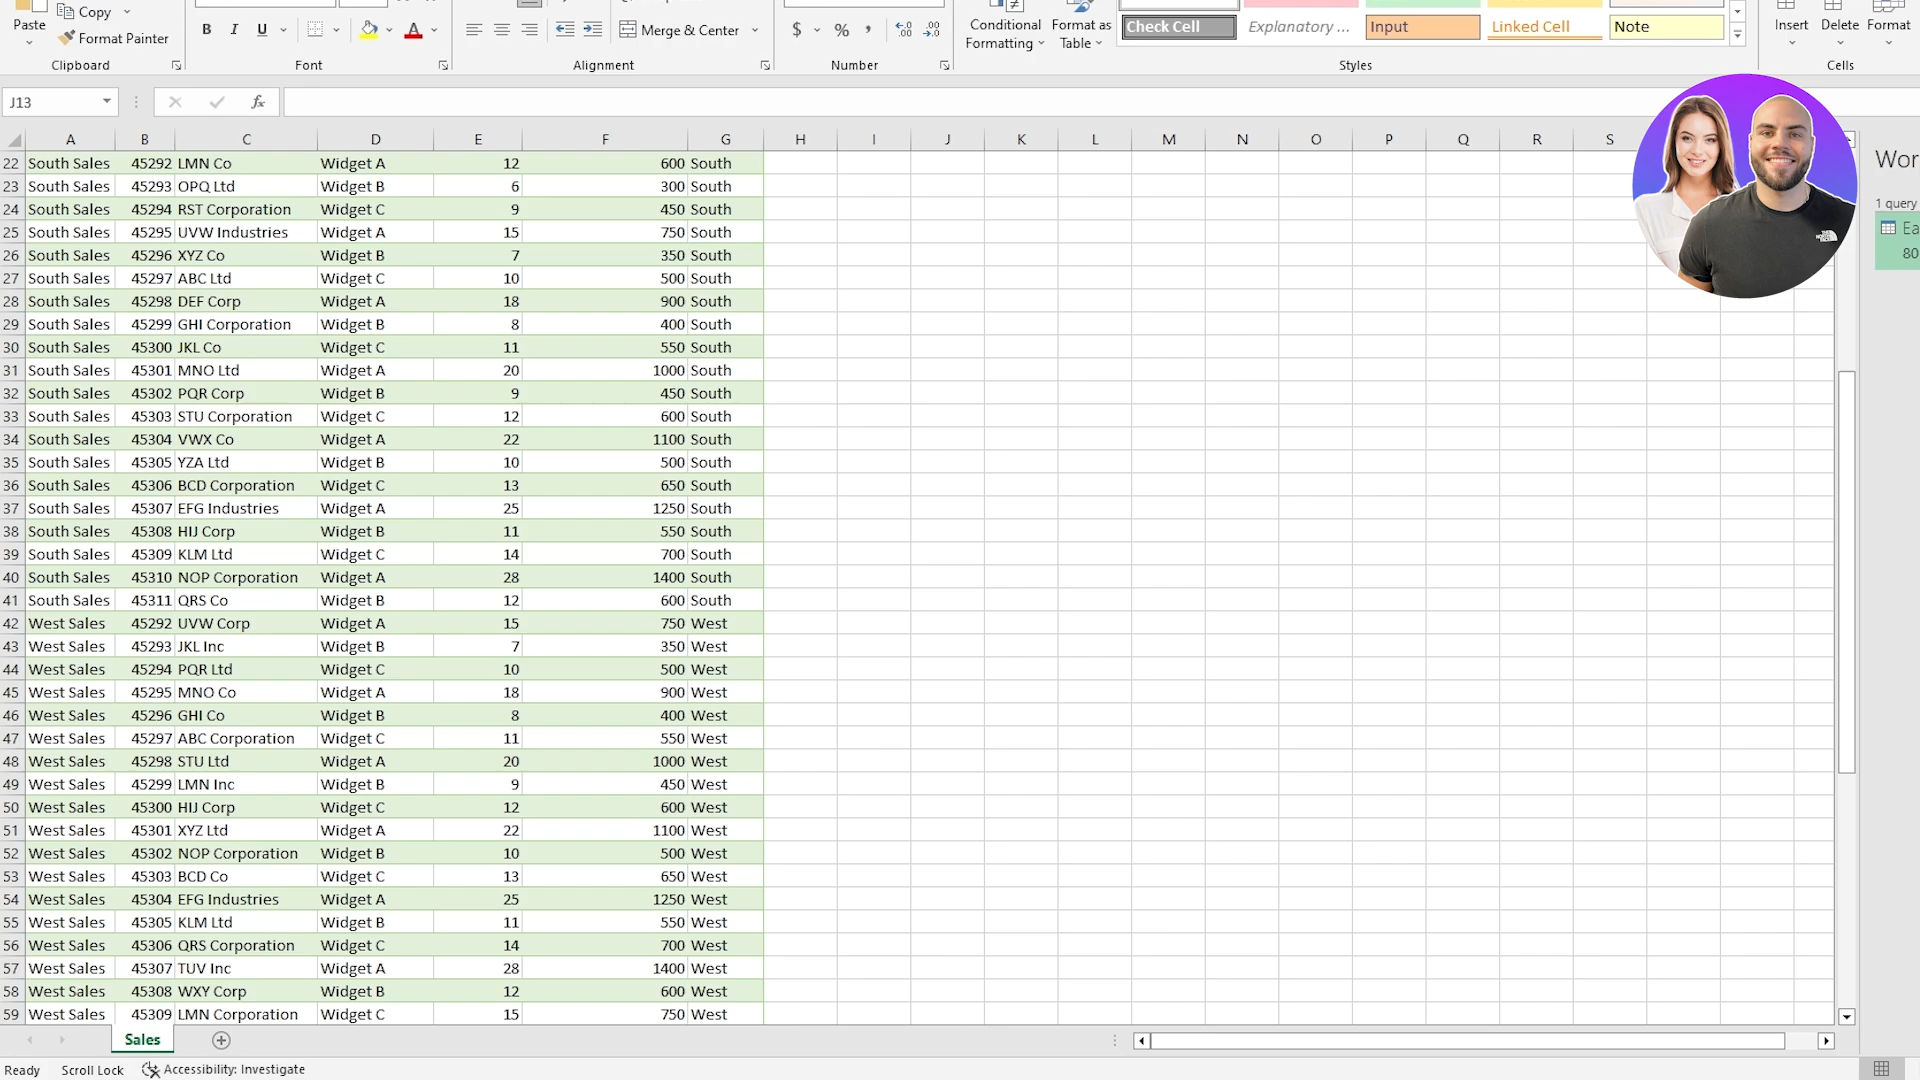 Paste
Copy
Format Painter
Clipboard
B I U
Font
Merge & Center
Alignment
$ % ,
Number
Conditional Formatting
Format as Table
Check Cell
Explanatory ...
Input
Linked Cell
Note
Styles
Insert
Delete
Format
Cells
J13
fx
A B C D E F G H I J K L M N O P Q R S
22 South Sales 45292 LMN Co Widget A 12 600 South
23 South Sales 45293 OPQ Ltd Widget B 6 300 South
24 South Sales 45294 RST Corporation Widget C 9 450 South
25 South Sales 45295 UVW Industries Widget A 15 750 South
26 South Sales 45296 XYZ Co Widget B 7 350 South
27 South Sales 45297 ABC Ltd Widget C 10 500 South
28 South Sales 45298 DEF Corp Widget A 18 900 South
29 South Sales 45299 GHI Corporation Widget B 8 400 South
30 South Sales 45300 JKL Co Widget C 11 550 South
31 South Sales 45301 MNO Ltd Widget A 20 1000 South
32 South Sales 45302 PQR Corp Widget B 9 450 South
33 South Sales 45303 STU Corporation Widget C 12 600 South
34 South Sales 45304 VWX Co Widget A 22 1100 South
35 South Sales 45305 YZA Ltd Widget B 10 500 South
36 South Sales 45306 BCD Corporation Widget C 13 650 South
37 South Sales 45307 EFG Industries Widget A 25 1250 South
38 South Sales 45308 HIJ Corp Widget B 11 550 South
39 South Sales 45309 KLM Ltd Widget C 14 700 South
40 South Sales 45310 NOP Corporation Widget A 28 1400 South
41 South Sales 45311 QRS Co Widget B 12 600 South
42 West Sales 45292 UVW Corp Widget A 15 750 West
43 West Sales 45293 JKL Inc Widget B 7 350 West
44 West Sales 45294 PQR Ltd Widget C 10 500 West
45 West Sales 45295 MNO Co Widget A 18 900 West
46 West Sales 45296 GHI Co Widget B 8 400 West
47 West Sales 45297 ABC Corporation Widget C 11 550 West
48 West Sales 45298 STU Ltd Widget A 20 1000 West
49 West Sales 45299 LMN Inc Widget B 9 450 West
50 West Sales 45300 HIJ Corp Widget C 12 600 West
51 West Sales 45301 XYZ Ltd Widget A 22 1100 West
52 West Sales 45302 NOP Corporation Widget B 10 500 West
53 West Sales 45303 BCD Co Widget C 13 650 West
54 West Sales 45304 EFG Industries Widget A 25 1250 West
55 West Sales 45305 KLM Ltd Widget B 11 550 West
56 West Sales 45306 QRS Corporation Widget C 14 700 West
57 West Sales 45307 TUV Inc Widget A 28 1400 West
58 West Sales 45308 WXY Corp Widget B 12 600 West
59 West Sales 45309 LMN Corporation Widget C 15 750 West
Wor
1 query
Ea
80
Sales
Ready Scroll Lock Accessibility: Investigate